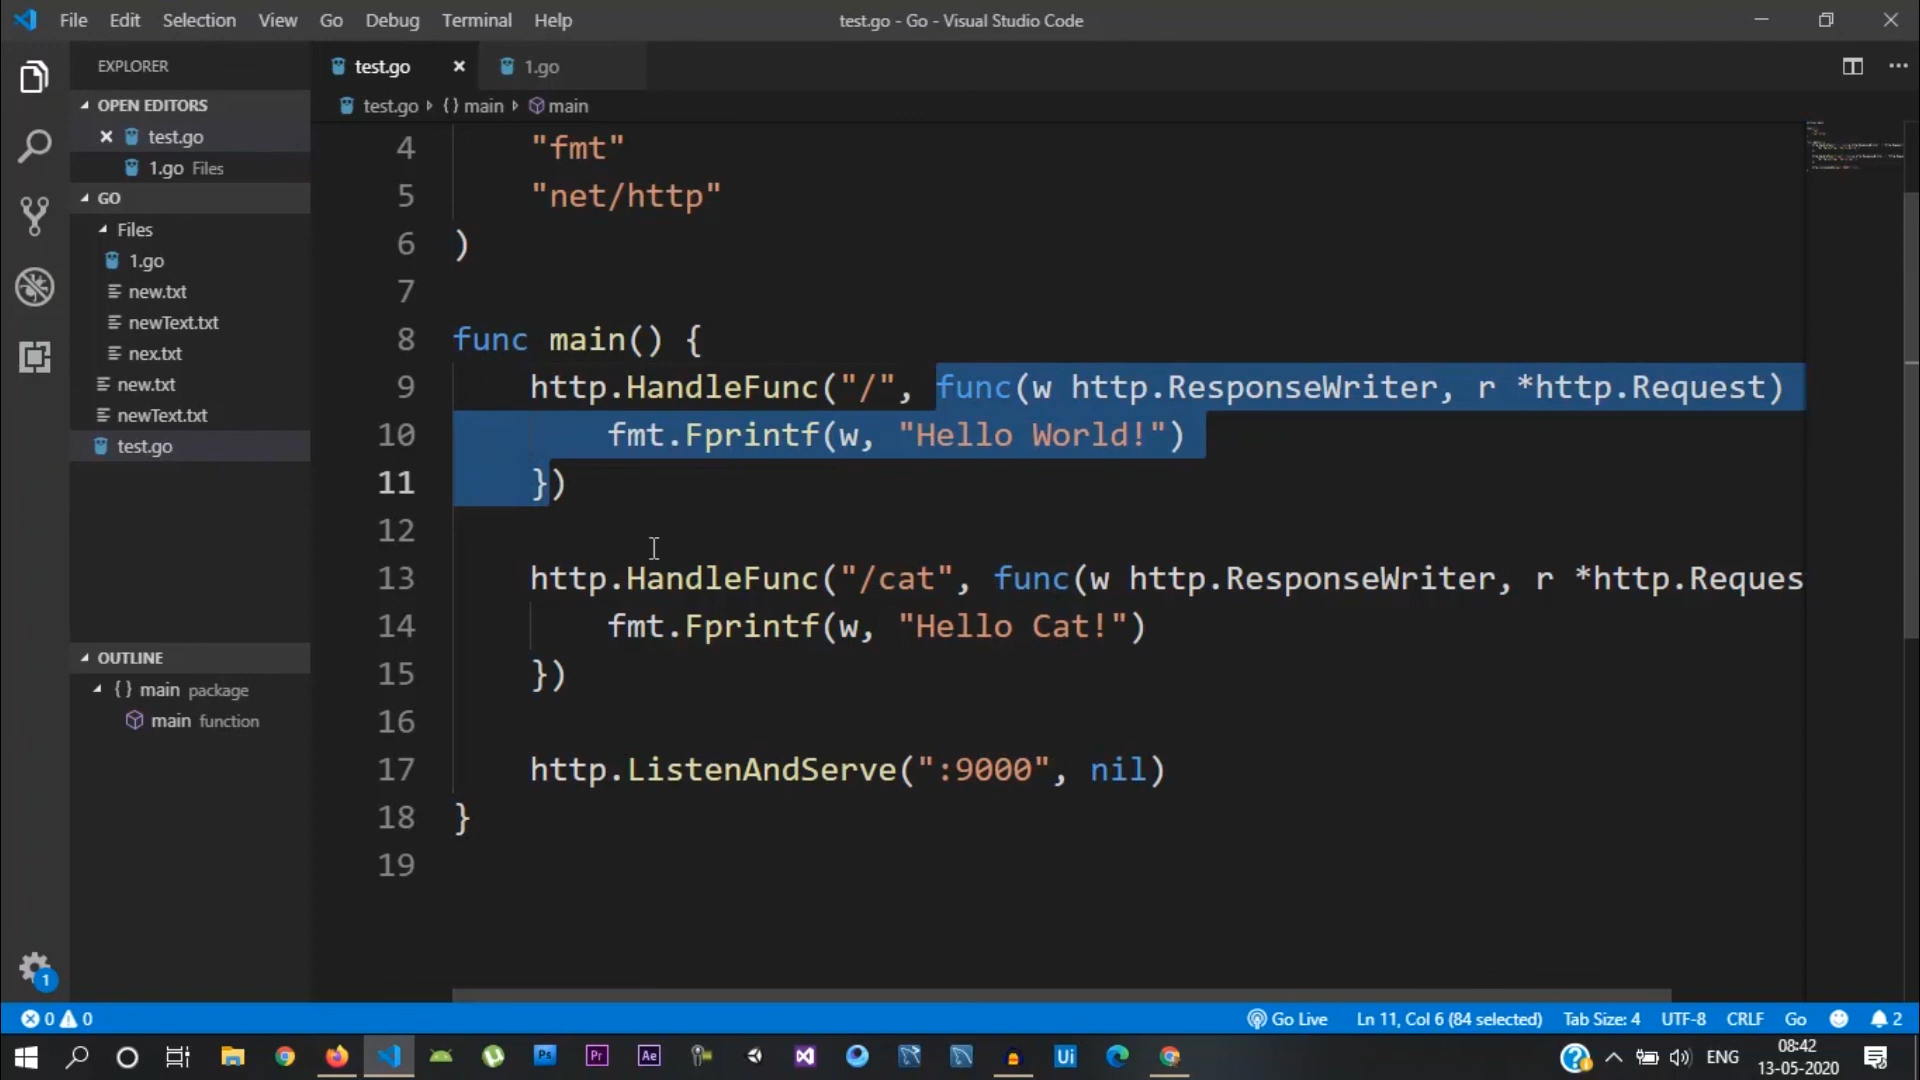 File Edit Selection View Go Debug Terminal Help
test.go - Go - Visual Studio Code
EXPLORER
OPEN EDITORS
test.go
1.go Files
GO
Files
1.go
new.txt
newText.txt
nex.txt
new.txt
newText.txt
test.go
OUTLINE
{} main package
main function
test.go
1.go
test.go {} main main
4 "fmt"
5 "net/http"
6 )
7
8 func main() {
9 http.HandleFunc("/", func(w http.ResponseWriter, r *http.Request)
10 fmt.Fprintf(w, "Hello World!")
11 })
12
13 http.HandleFunc("/cat", func(w http.ResponseWriter, r *http.Reques
14 fmt.Fprintf(w, "Hello Cat!")
15 })
16
17 http.ListenAndServe(":9000", nil)
18 }
19
1
0 0
Go Live Ln 11, Col 6 (84 selected) Tab Size: 4 UTF-8 CRLF Go 2
Ps Pr Ae Ui
ENG
08:42
13-05-2020